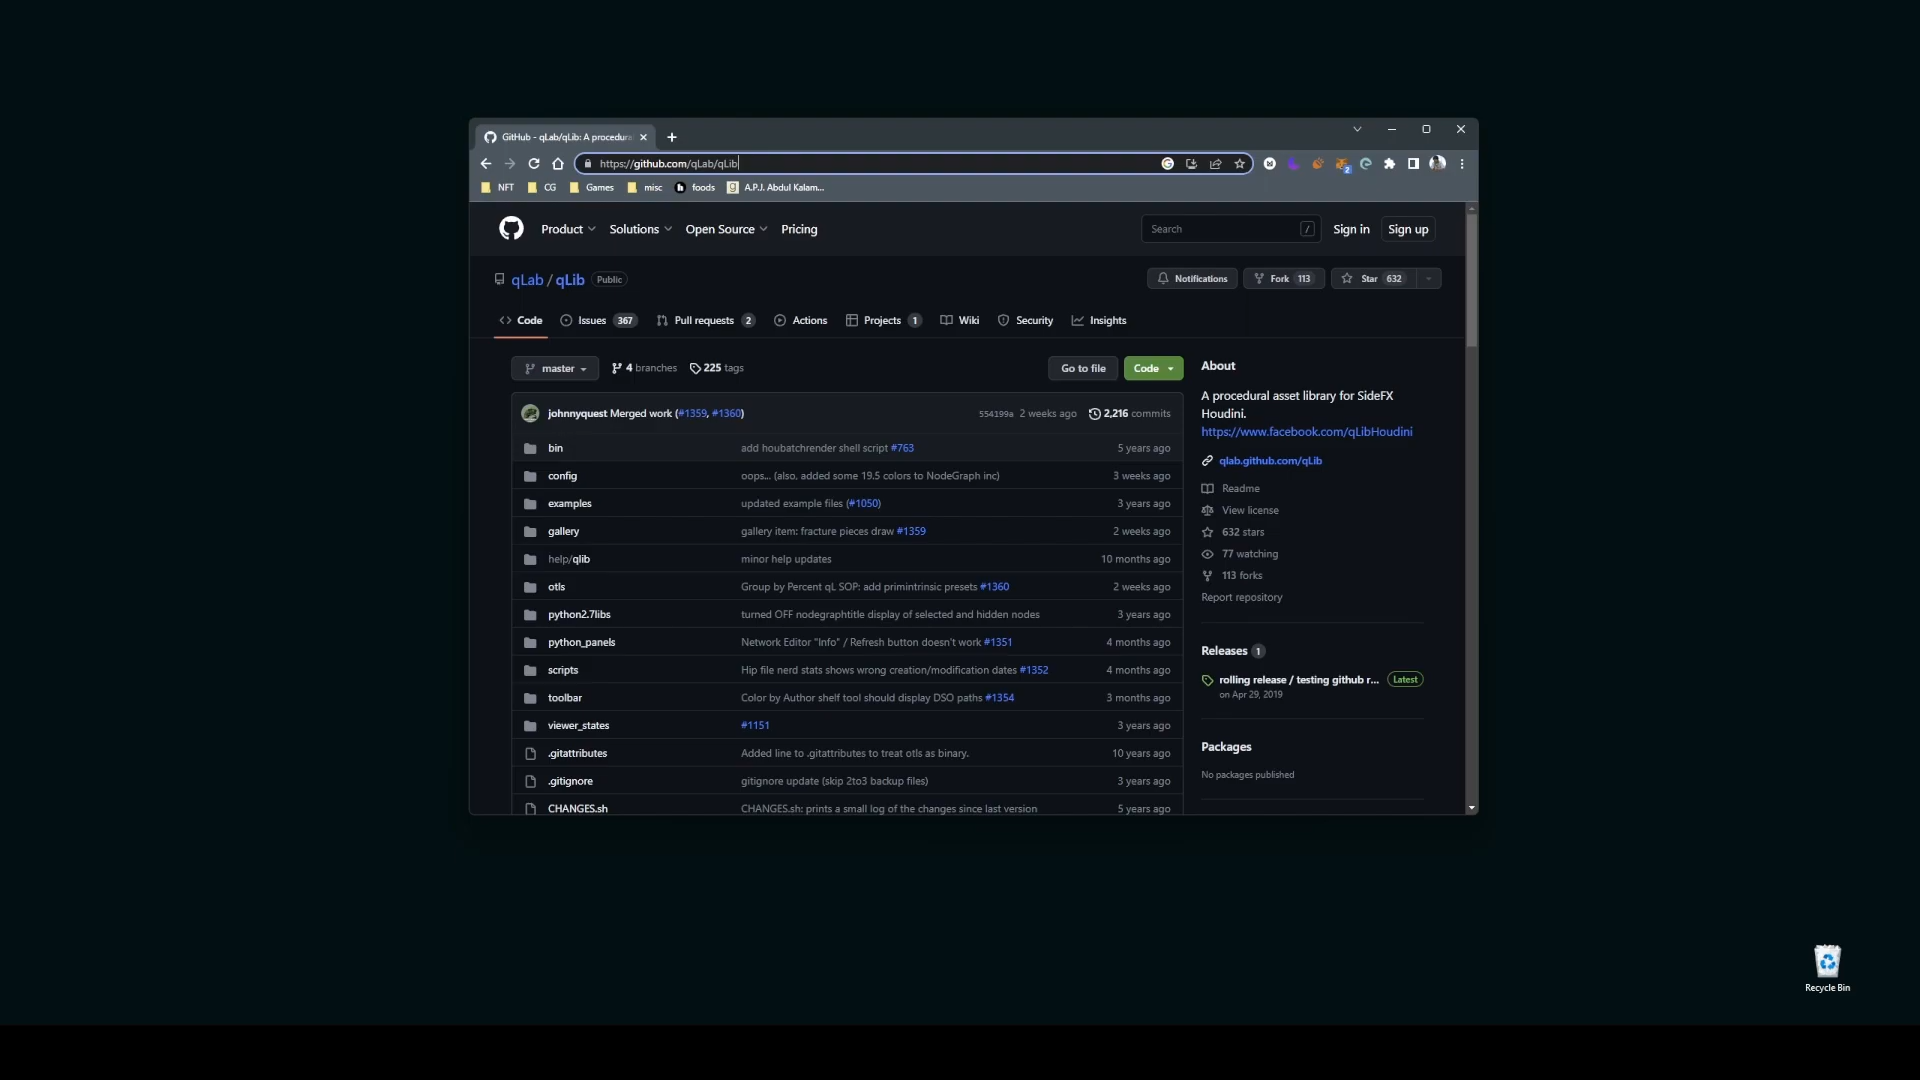 GitHub - qLab/qLib: A procedura
https://github.com/qLab/qLib
2
NFT CG Games misc foods A.P.J. Abdul Kalam...
Product Solutions Open Source Pricing Search / Sign in Sign up
qLab / qLib Public Notifications Fork 113 Star 632
Code Issues 367 Pull requests 2 Actions Projects 1 Wiki Security Insights
master 4 branches 225 tags Go to file Code
johnnyquest Merged work (#1359, #1360) 554199a 2 weeks ago 2,216 commits
bin add houbatchrender shell script #763 5 years ago
config oops... (also, added some 19.5 colors to NodeGraph inc) 3 weeks ago
examples updated example files (#1050) 3 years ago
gallery gallery item: fracture pieces draw #1359 2 weeks ago
help/qlib minor help updates 10 months ago
otls Group by Percent qL SOP: add primintrinsic presets #1360 2 weeks ago
python2.7libs turned OFF nodegraphtitle display of selected and hidden nodes 3 years ago
python_panels Network Editor "Info" / Refresh button doesn't work #1351 4 months ago
scripts Hip file nerd stats shows wrong creation/modification dates #1352 4 months ago
toolbar Color by Author shelf tool should display DSO paths #1354 3 months ago
viewer_states #1151 3 years ago
.gitattributes Added line to .gitattributes to treat otls as binary. 10 years ago
.gitignore gitignore update (skip 2to3 backup files) 3 years ago
CHANGES.sh CHANGES.sh: prints a small log of the changes since last version 5 years ago
About
A procedural asset library for SideFX
Houdini.
https://www.facebook.com/qLibHoudini
qlab.github.com/qLib
Readme
View license
632 stars
77 watching
113 forks
Report repository
Releases 1
rolling release / testing github r... Latest
on Apr 29, 2019
Packages
No packages published
Recycle Bin